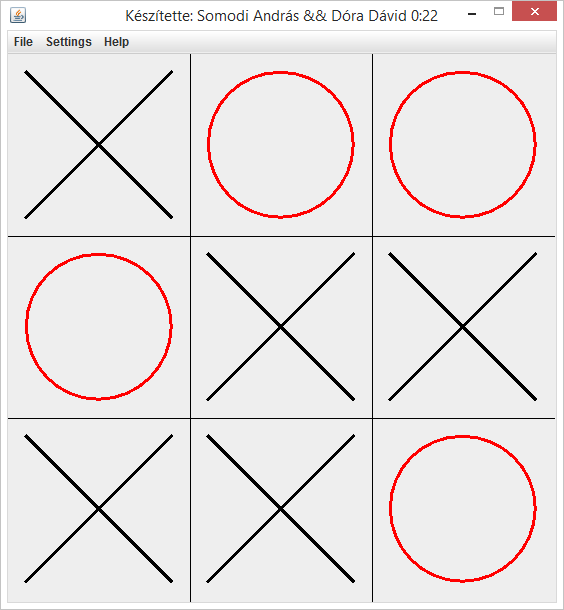 Készítette: Somodi András && Dóra Dávid 0:22
File Settings Help